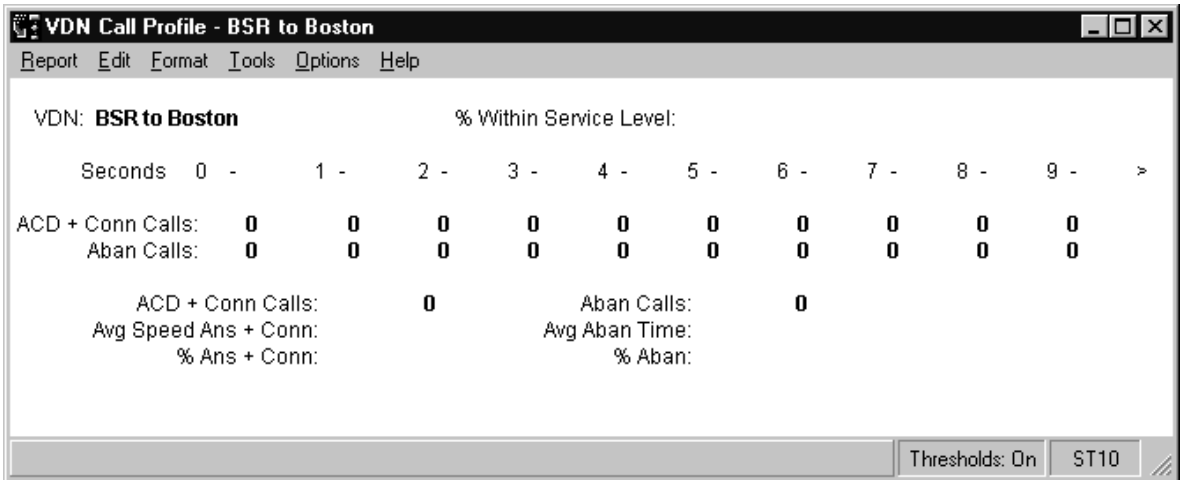 VDN Call Profile - BSR to Boston
Report Edit Format Tools Options Help
VDN: BSR to Boston % Within Service Level:
Seconds 0 - 1 - 2 - 3 - 4 - 5 - 6 - 7 - 8 - 9 - >
ACD + Conn Calls: 0 0 0 0 0 0 0 0 0 0
Aban Calls: 0 0 0 0 0 0 0 0 0 0
ACD + Conn Calls: 0 Aban Calls: 0
Avg Speed Ans + Conn: Avg Aban Time:
% Ans + Conn: % Aban:
Thresholds: On ST10